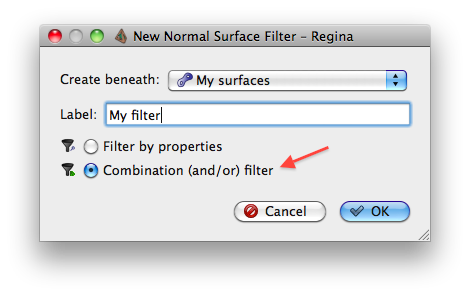 New Normal Surface Filter – Regina
Create beneath: My surfaces
Label: My filter
Filter by properties
Combination (and/or) filter
Cancel OK